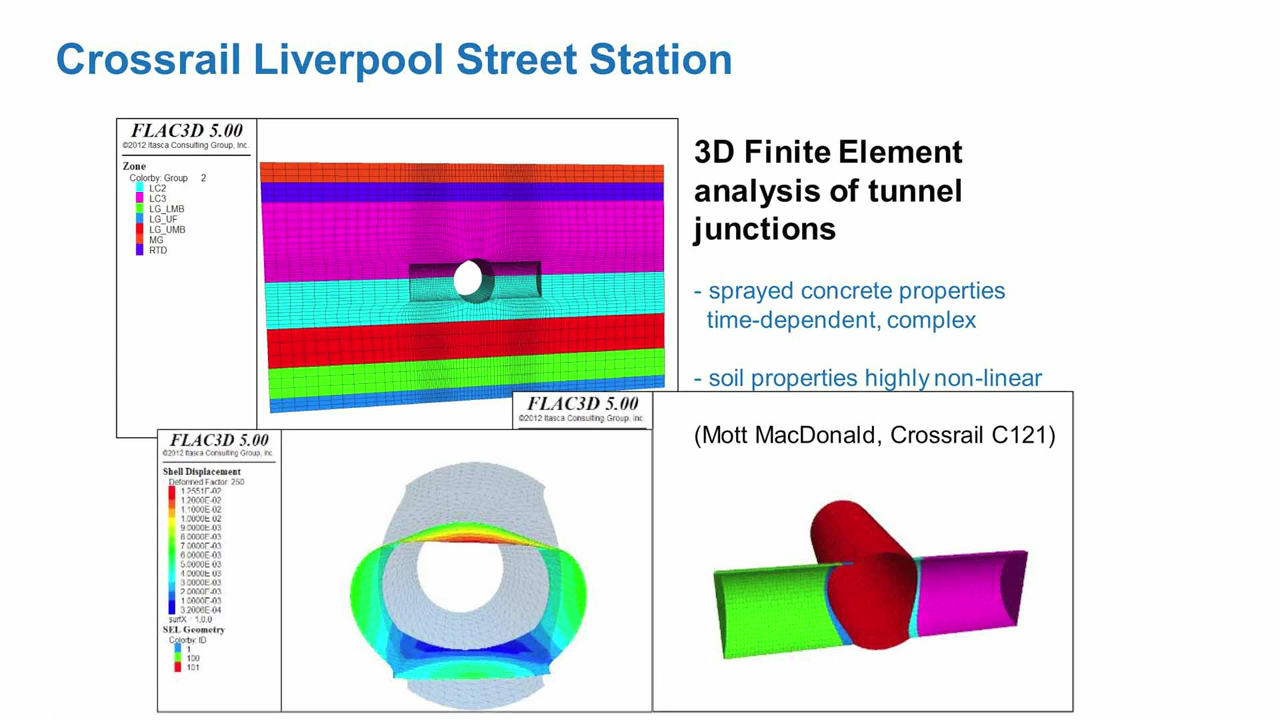 Crossrail Liverpool Street Station
FLAC3D 5.00
©2012 Itasca Consulting Group, Inc.
Zone
Colorby: Group 2
LC2
LC3
LG_LMB
LG_UF
LG_UMB
MG
RTD
3D Finite Element
analysis of tunnel
junctions
- sprayed concrete properties
time-dependent, complex
- soil properties highly non-linear
(Mott MacDonald, Crossrail C121)
FLAC3D 5.00
©2012 Itasca Consulting Group, Inc.
FLAC3D 5.00
©2012 Itasca Consulting Group, Inc.
Shell Displacement
Deformed Factor: 250
1.2551E-02
1.2000E-02
1.1000E-02
1.0000E-02
9.0000E-03
8.0000E-03
7.0000E-03
6.0000E-03
5.0000E-03
4.0000E-03
3.0000E-03
2.0000E-03
1.0000E-03
3.2006E-04
SEL Geometry
Colorby: ID
1
100
101